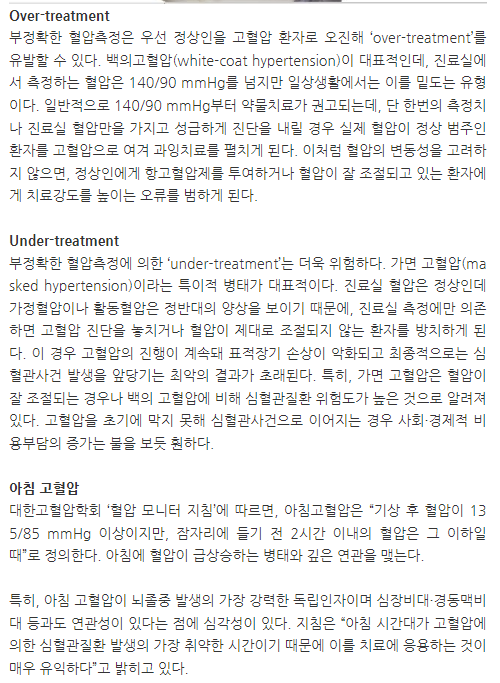 Over-treatment
부정확한 혈압측정은 우선 정상인을 고혈압 환자로 오진해 ‘over-treatment’를
유발할 수 있다. 백의고혈압(white-coat hypertension)이 대표적인데, 진료실에
서 측정하는 혈압은 140/90 mmHg를 넘지만 일상생활에서는 이를 밑도는 유형
이다. 일반적으로 140/90 mmHg부터 약물치료가 권고되는데, 단 한번의 측정치
나 진료실 혈압만을 가지고 성급하게 진단을 내릴 경우 실제 혈압이 정상 범주인
환자를 고혈압으로 여겨 과잉치료를 펼치게 된다. 이처럼 혈압의 변동성을 고려하
지 않으면, 정상인에게 항고혈압제를 투여하거나 혈압이 잘 조절되고 있는 환자에
게 치료강도를 높이는 오류를 범하게 된다.
Under-treatment
부정확한 혈압측정에 의한 ‘under-treatment’는 더욱 위험하다. 가면 고혈압(ma
sked hypertension)이라는 특이적 병태가 대표적이다. 진료실 혈압은 정상인데
가정혈압이나 활동혈압은 정반대의 양상을 보이기 때문에, 진료실 측정에만 의존
하면 고혈압 진단을 놓치거나 혈압이 제대로 조절되지 않는 환자를 방치하게 된
다. 이 경우 고혈압의 진행이 계속돼 표적장기 손상이 악화되고 최종적으로는 심
혈관사건 발생을 앞당기는 최악의 결과가 초래된다. 특히, 가면 고혈압은 혈압이
잘 조절되는 경우나 백의 고혈압에 비해 심혈관질환 위험도가 높은 것으로 알려져
있다. 고혈압을 초기에 막지 못해 심혈관사건으로 이어지는 경우 사회·경제적 비
용부담의 증가는 불을 보듯 훤하다.
아침 고혈압
대한고혈압학회 ‘혈압 모니터 지침’에 따르면, 아침고혈압은 “기상 후 혈압이 13
5/85 mmHg 이상이지만, 잠자리에 들기 전 2시간 이내의 혈압은 그 이하일
때”로 정의한다. 아침에 혈압이 급상승하는 병태와 깊은 연관을 맺는다.
특히, 아침 고혈압이 뇌졸중 발생의 가장 강력한 독립인자이며 심장비대·경동맥비
대 등과도 연관성이 있다는 점에 심각성이 있다. 지침은 “아침 시간대가 고혈압에
의한 심혈관질환 발생의 가장 취약한 시간이기 때문에 이를 치료에 응용하는 것이
매우 유익하다”고 밝히고 있다.